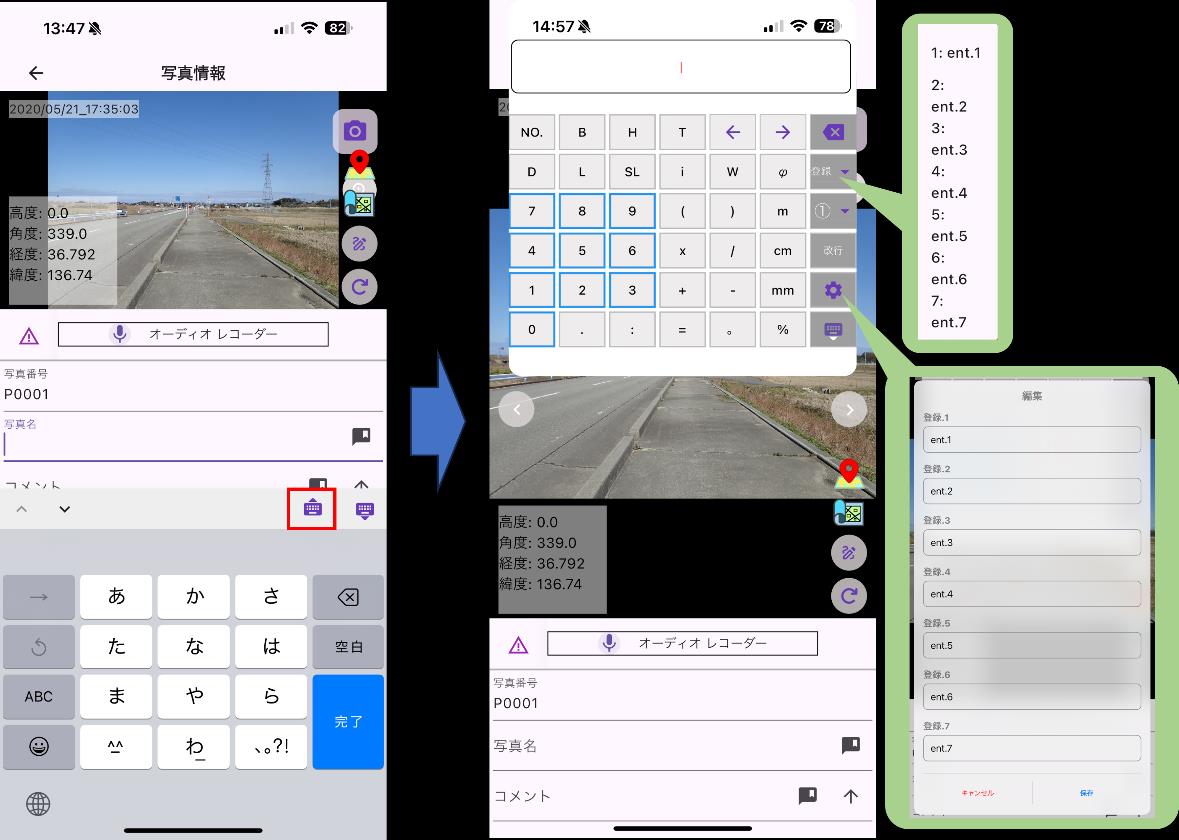 13:47
82
写真情報
2020/05/21_17:35:03
高度: 0.0
角度: 339.0
経度: 36.792
緯度: 136.74
オーディオ レコーダー
写真番号
P0001
写真名
コメント
→ あ か さ
た な は 空白
ABC ま や ら 完了
^^ わ 、。?!
14:57
78
20
NO. B H T ← →
D L SL i W φ 登録
7 8 9 ( ) m ①
4 5 6 x / cm 改行
1 2 3 + - mm
0 . : = 。 %
高度: 0.0
角度: 339.0
経度: 36.792
緯度: 136.74
オーディオ レコーダー
写真番号
P0001
写真名
コメント
1: ent.1
2:
ent.2
3:
ent.3
4:
ent.4
5:
ent.5
6:
ent.6
7:
ent.7
編集
登録.1
ent.1
登録.2
ent.2
登録.3
ent.3
登録.4
ent.4
登録.5
ent.5
登録.6
ent.6
登録.7
ent.7
キャンセル 保存